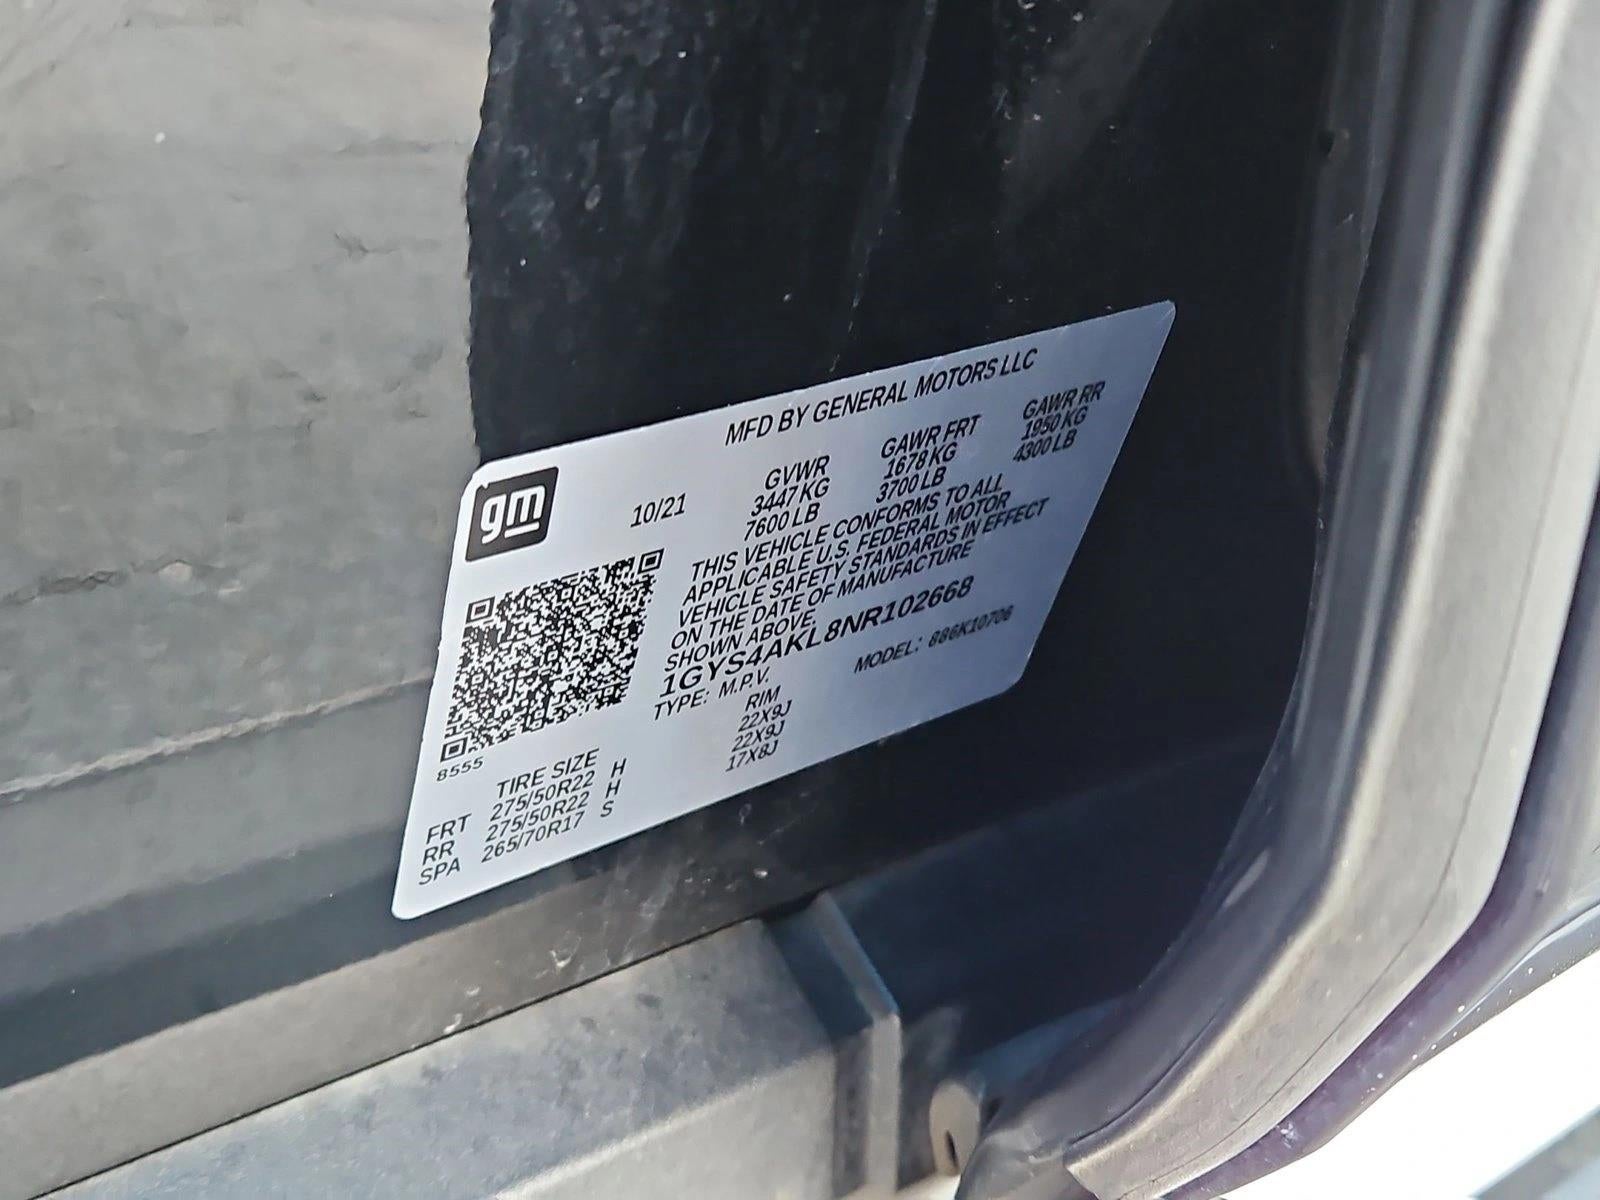 MFD BY GENERAL MOTORS LLC
gm
10/21
GVWR GAWR FRT GAWR RR
3447 KG 1678 KG 1950 KG
7600 LB 3700 LB 4300 LB
THIS VEHICLE CONFORMS TO ALL
APPLICABLE U.S. FEDERAL MOTOR
VEHICLE SAFETY STANDARDS IN EFFECT
ON THE DATE OF MANUFACTURE
SHOWN ABOVE.
1GYS4AKL8NR102668
TYPE: M.P.V. MODEL: 886K10706
8555
TIRE SIZE RIM
FRT 275/50R22 H 22X9J
RR 275/50R22 H 22X9J
SPA 265/70R17 S 17X8J